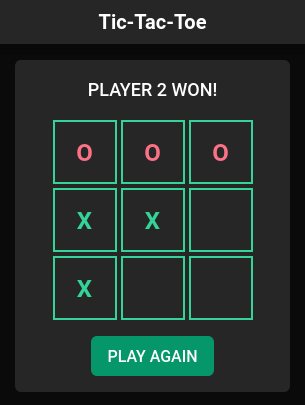 Tic-Tac-Toe
PLAYER 2 WON!
O O O
X X
X
PLAY AGAIN